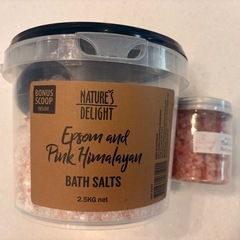 BONUS
SCOOP
INSIDE
NATURE'S
DELIGHT
Epsom and
Pink Himalayan
BATH SALTS
2.5KG net